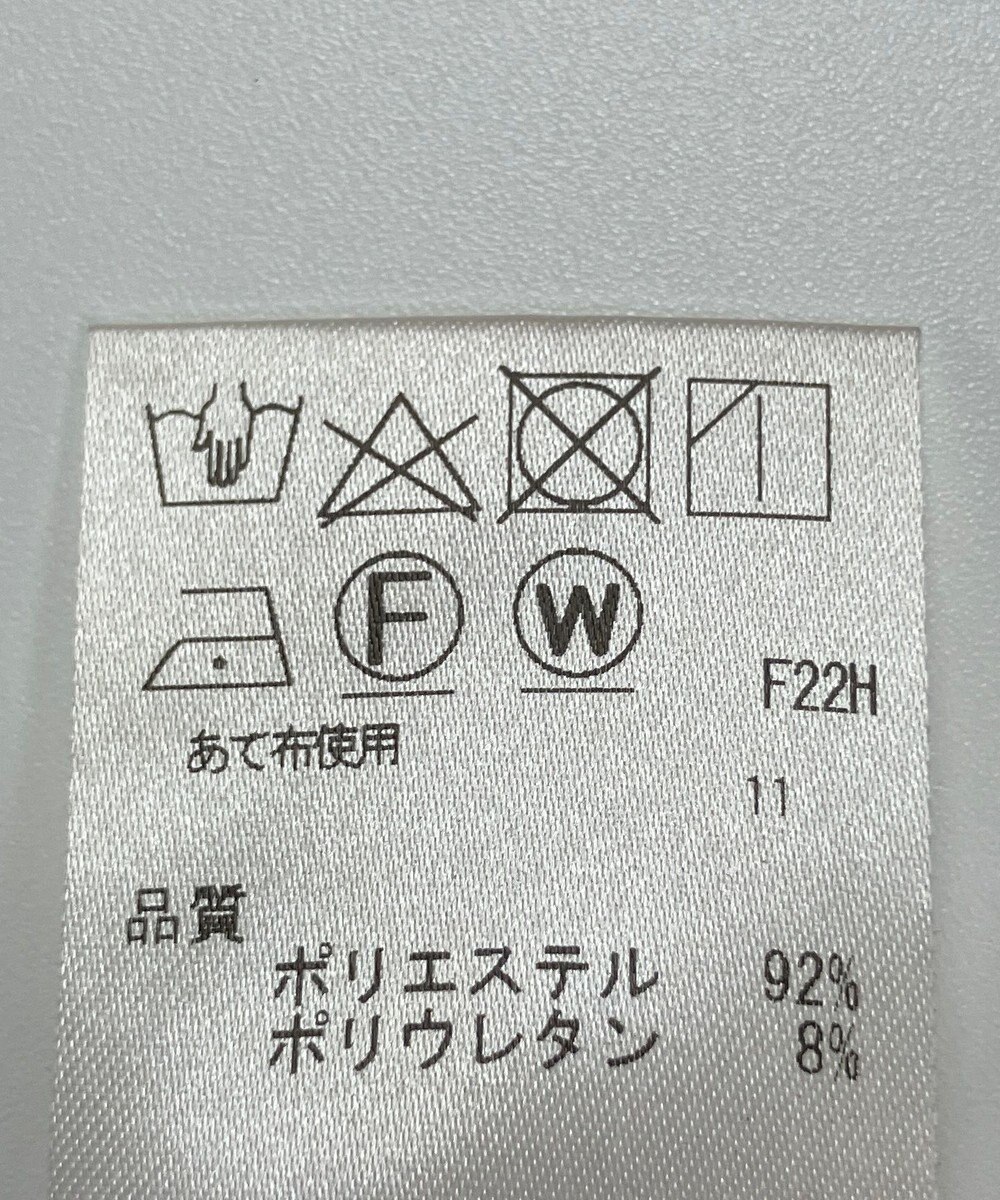 F W
F22H
あて布使用
11
品質
ポリエステル 92%
ポリウレタン 8%